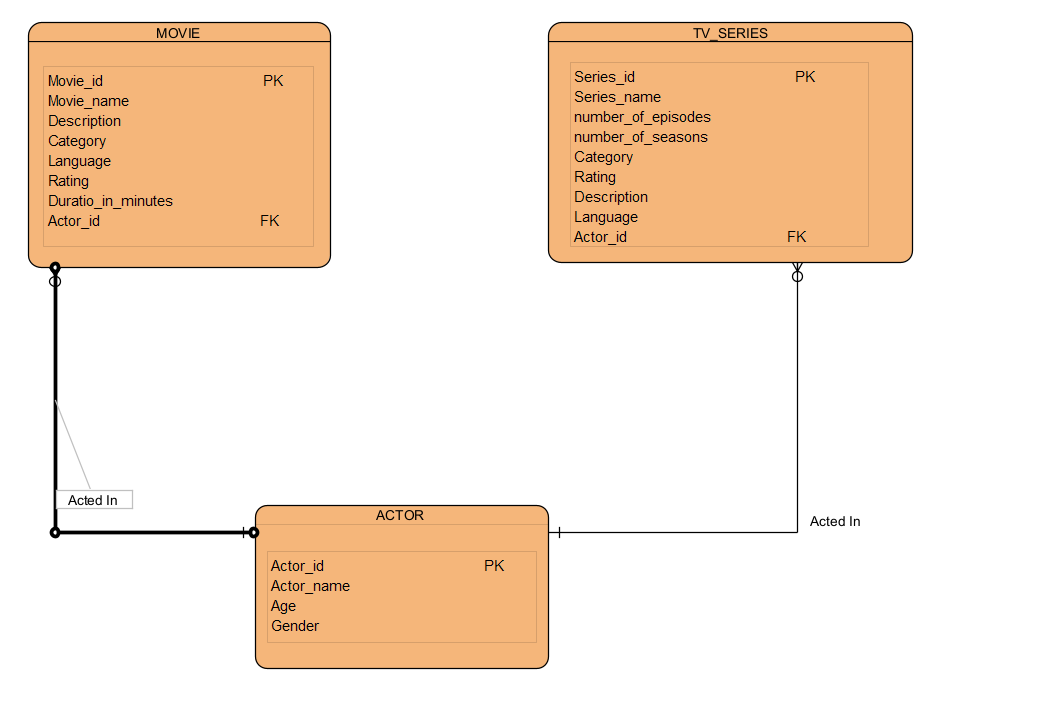 MOVIE
Movie_id PK
Movie_name
Description
Category
Language
Rating
Duratio_in_minutes
Actor_id FK
TV_SERIES
Series_id PK
Series_name
number_of_episodes
number_of_seasons
Category
Rating
Description
Language
Actor_id FK
Acted In
Acted In
ACTOR
Actor_id PK
Actor_name
Age
Gender